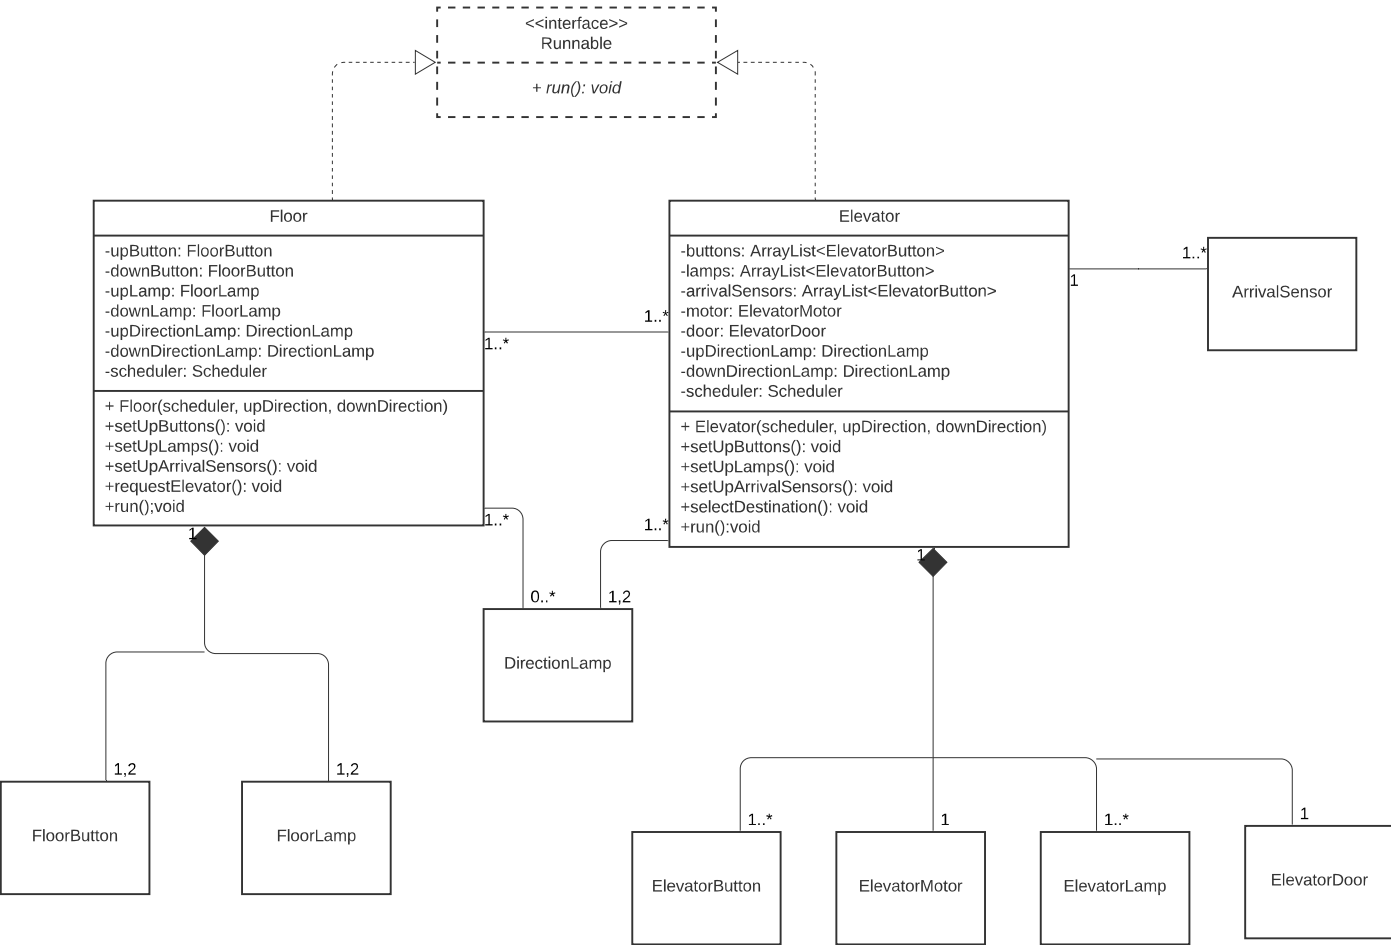 <<interface>>
Runnable
+ run(): void
Floor
-upButton: FloorButton
-downButton: FloorButton
-upLamp: FloorLamp
-downLamp: FloorLamp
-upDirectionLamp: DirectionLamp
-downDirectionLamp: DirectionLamp
-scheduler: Scheduler
+ Floor(scheduler, upDirection, downDirection)
+setUpButtons(): void
+setUpLamps(): void
+setUpArrivalSensors(): void
+requestElevator(): void
+run();void
Elevator
-buttons: ArrayList<ElevatorButton>
-lamps: ArrayList<ElevatorButton>
-arrivalSensors: ArrayList<ElevatorButton>
-motor: ElevatorMotor
-door: ElevatorDoor
-upDirectionLamp: DirectionLamp
-downDirectionLamp: DirectionLamp
-scheduler: Scheduler
+ Elevator(scheduler, upDirection, downDirection)
+setUpButtons(): void
+setUpLamps(): void
+setUpArrivalSensors(): void
+selectDestination(): void
+run():void
1..*
1
ArrivalSensor
1..*
1..*
1..*
1..*
0..*
1,2
DirectionLamp
1
1
1,2
1,2
FloorButton
FloorLamp
1..*
1
1..*
1
ElevatorButton
ElevatorMotor
ElevatorLamp
ElevatorDoor